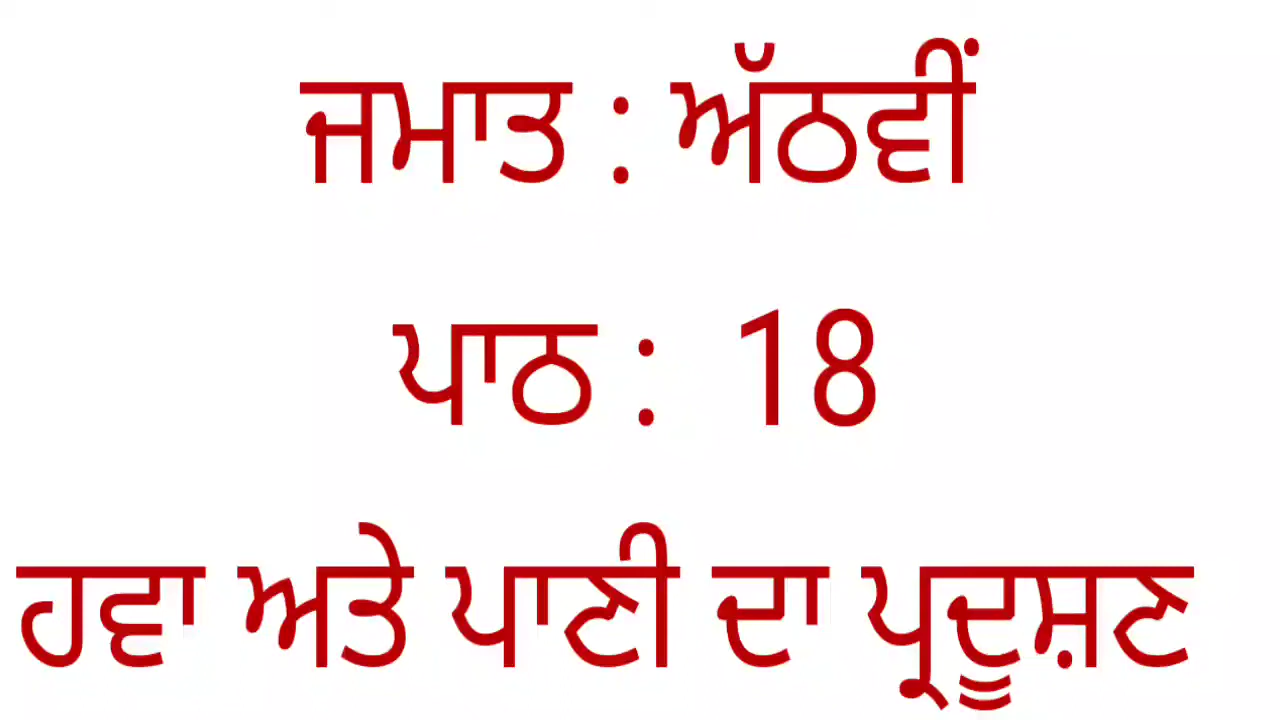 ਜਮਾਤ : ਅੱਠਵੀਂ
ਪਾਠ : 18
ਹਵਾ ਅਤੇ ਪਾਣੀ ਦਾ ਪ੍ਰਦੂਸ਼ਣ